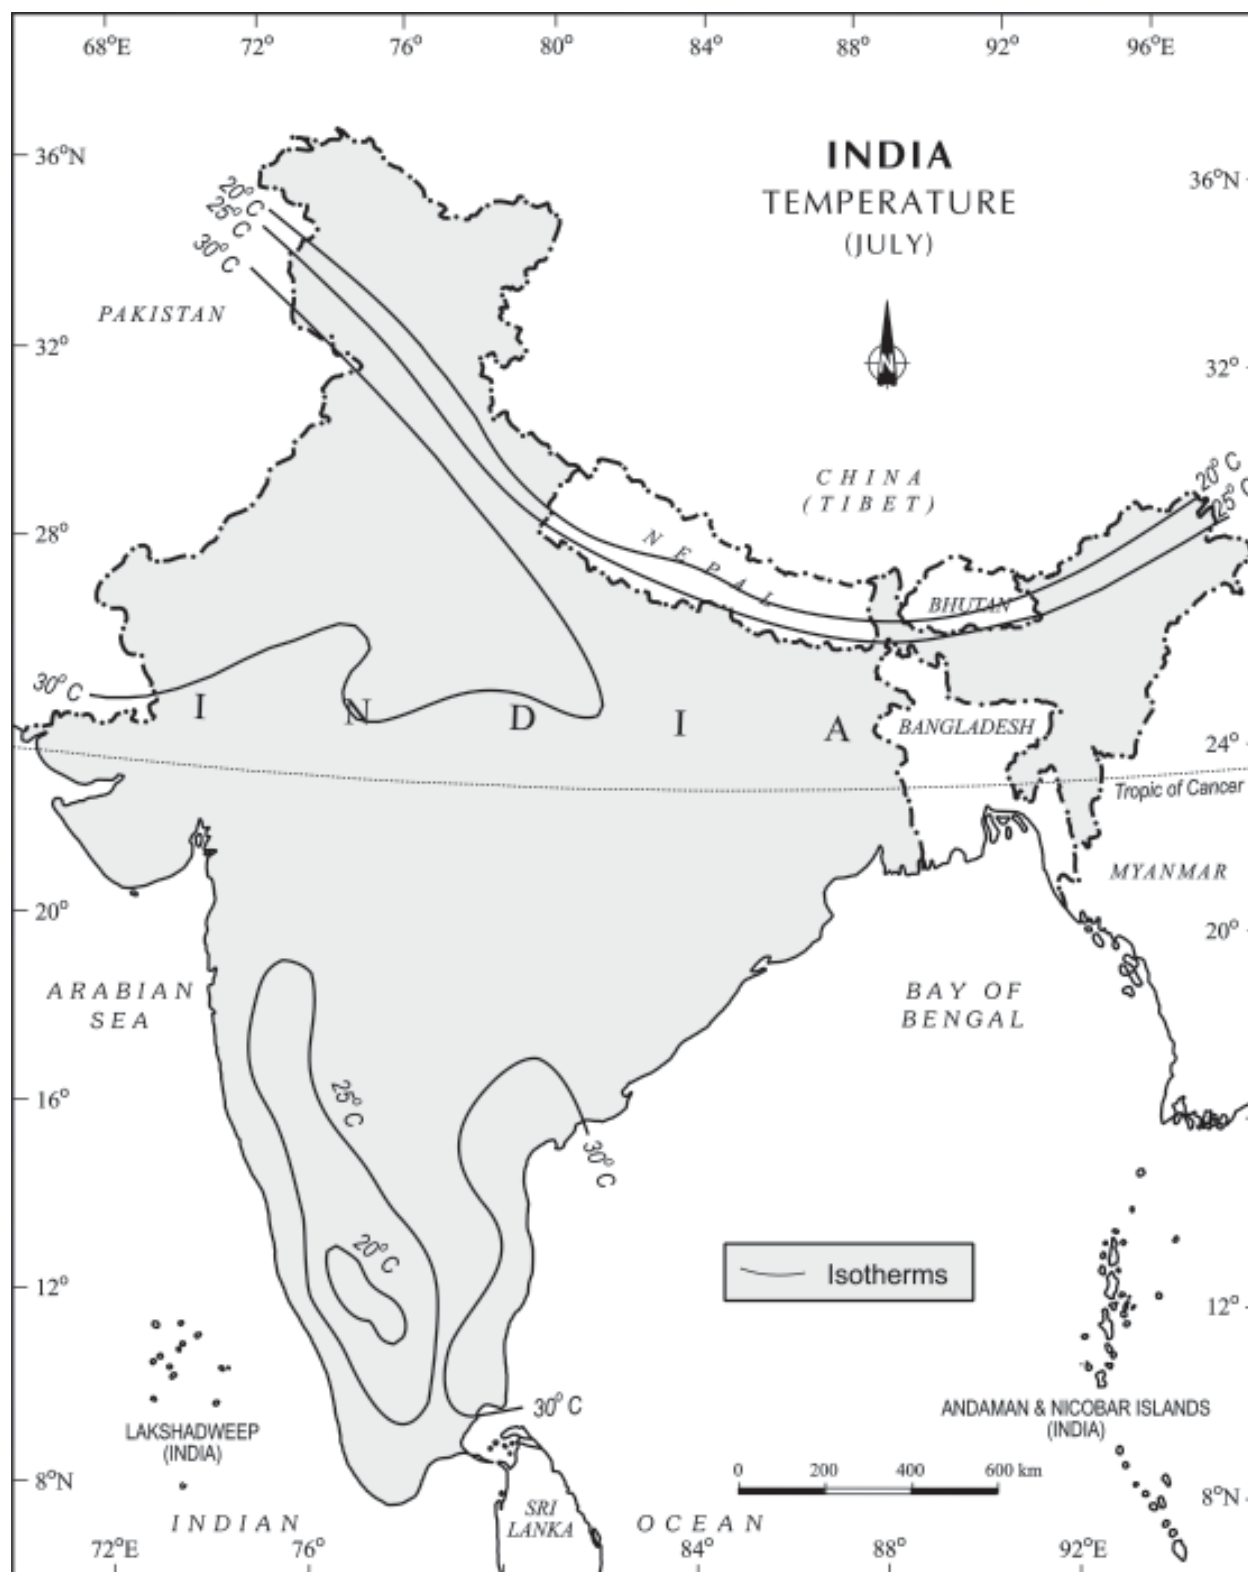 68°E 72° 76° 80° 84° 88° 92° 96°E
INDIA
TEMPERATURE
(JULY)
36°N
36°N
20° C
25° C
30° C
PAKISTAN
32°
32°
N
CHINA
(TIBET)
20° C
25° C
28°
NEPAL
BHUTAN
30° C
I N D I A
BANGLADESH
24°
Tropic of Cancer
MYANMAR
20°
20°
ARABIAN
SEA
BAY OF
BENGAL
25° C
16°
30° C
20° C
Isotherms
12°
12°
30° C
LAKSHADWEEP
(INDIA)
ANDAMAN & NICOBAR ISLANDS
(INDIA)
0 200 400 600 km
8°N
8°N
SRI
LANKA
INDIAN OCEAN
72°E 76° 84° 88° 92°E